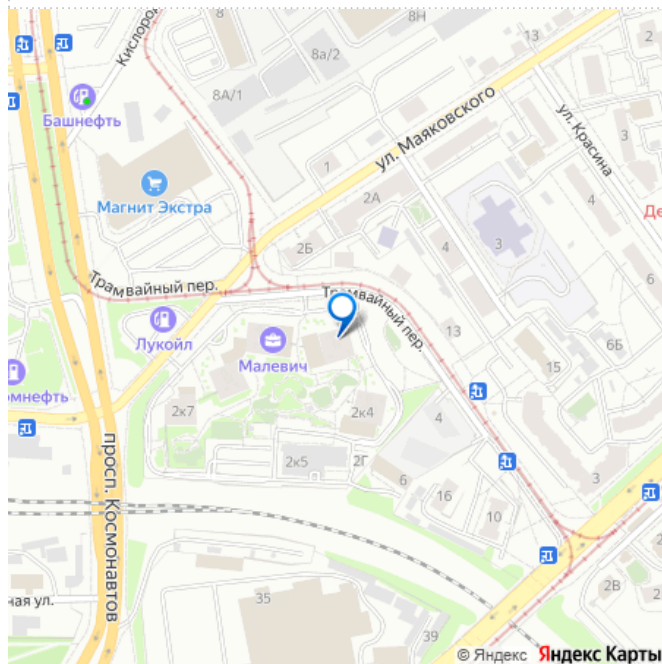 8
8Н
13
Кислород
8а/2
8А/1
ул. Маяковского
ул. Красина
3
Башнефть
1
2А
4
Магнит Экстра
4
3
Де
2Б
6
Трамвайный пер.
Трамвайный пер.
13
Лукойл
6Б
Малевич
15
омнефть
2к7
2к4
4
просп. Космонавтов
2к5
2Г
6
16
3
10
2В
ная ул.
35
39
© Яндекс Яндекс Карты